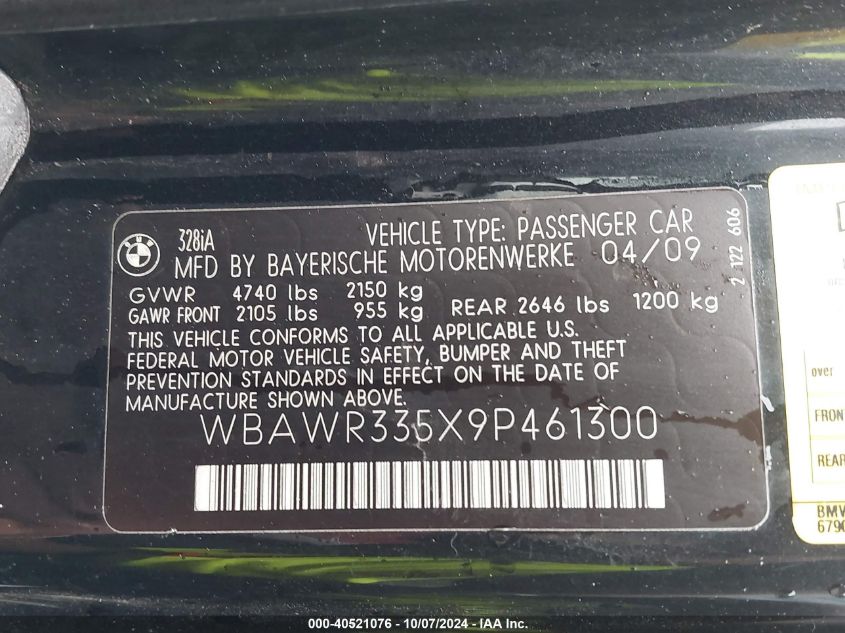 BMW
328iA VEHICLE TYPE: PASSENGER CAR
MFD BY BAYERISCHE MOTORENWERKE 04/09
GVWR 4740 lbs 2150 kg
GAWR FRONT 2105 lbs 955 kg REAR 2646 lbs 1200 kg
THIS VEHICLE CONFORMS TO ALL APPLICABLE U.S.
FEDERAL MOTOR VEHICLE SAFETY, BUMPER AND THEFT
PREVENTION STANDARDS IN EFFECT ON THE DATE OF
MANUFACTURE SHOWN ABOVE.
WBAWR335X9P461300
2 122 606
over
FRON
REAR
BMW
679
000-40521076 - 10/07/2024 - IAA Inc.